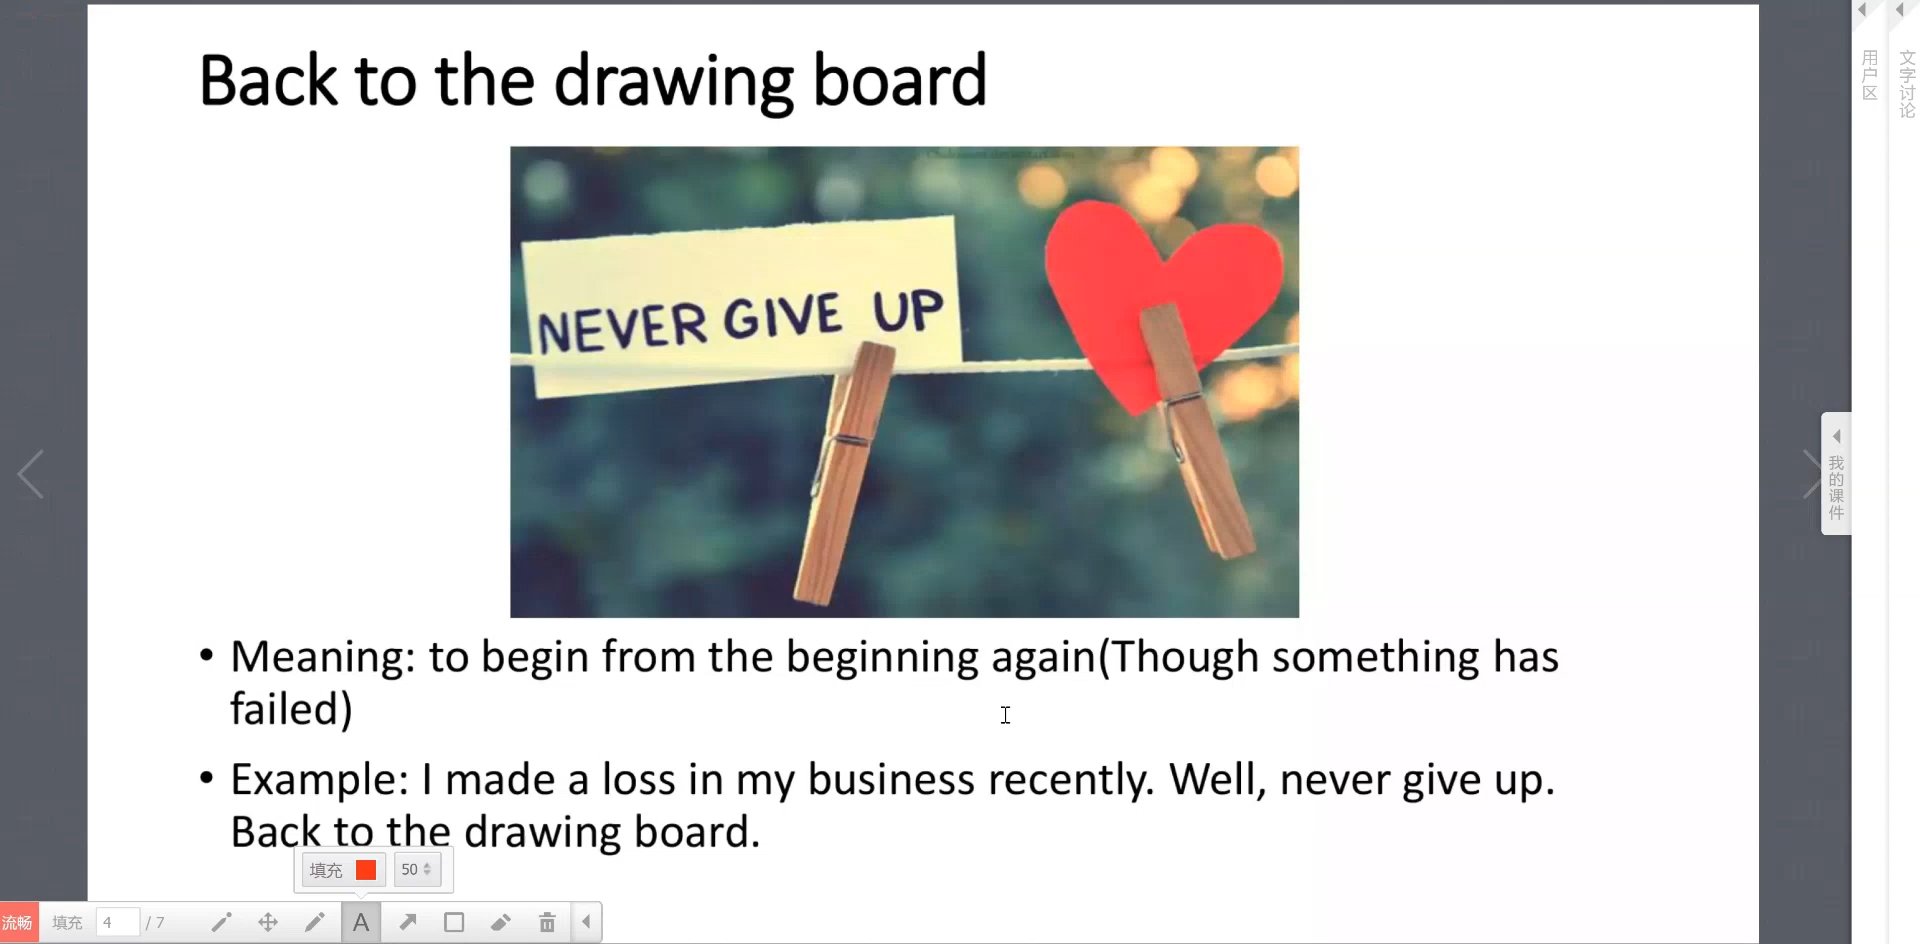 Back to the drawing board
NEVER GIVE UP
• Meaning: to begin from the beginning again(Though something has
failed)
• Example: I made a loss in my business recently. Well, never give up.
Back to the drawing board.
填充 50
流畅 填充 4 / 7 A
用户区
文字讨论
我的课件